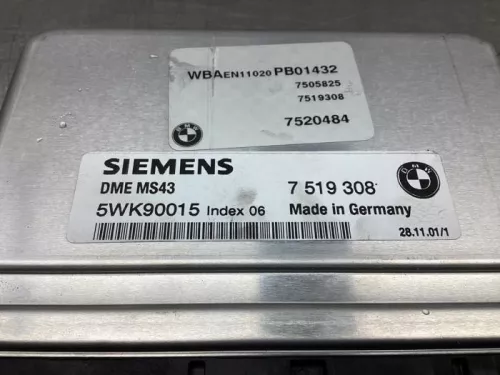 WBAEN11020PB01432
7505825
7519308
7520484
SIEMENS
DME MS43 7 519 308
5WK90015 Index 06 Made in Germany
28.11.01/1